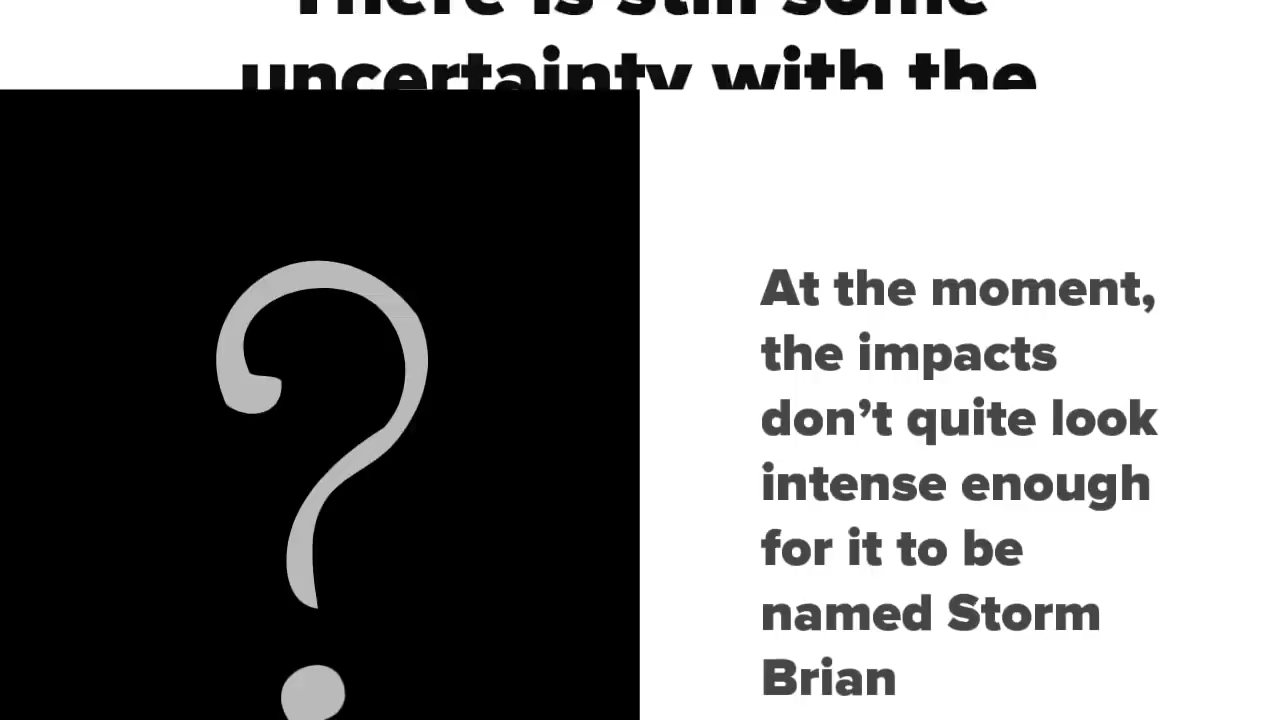 There is still some
uncertainty with the
?
At the moment,
the impacts
don’t quite look
intense enough
for it to be
named Storm
Brian